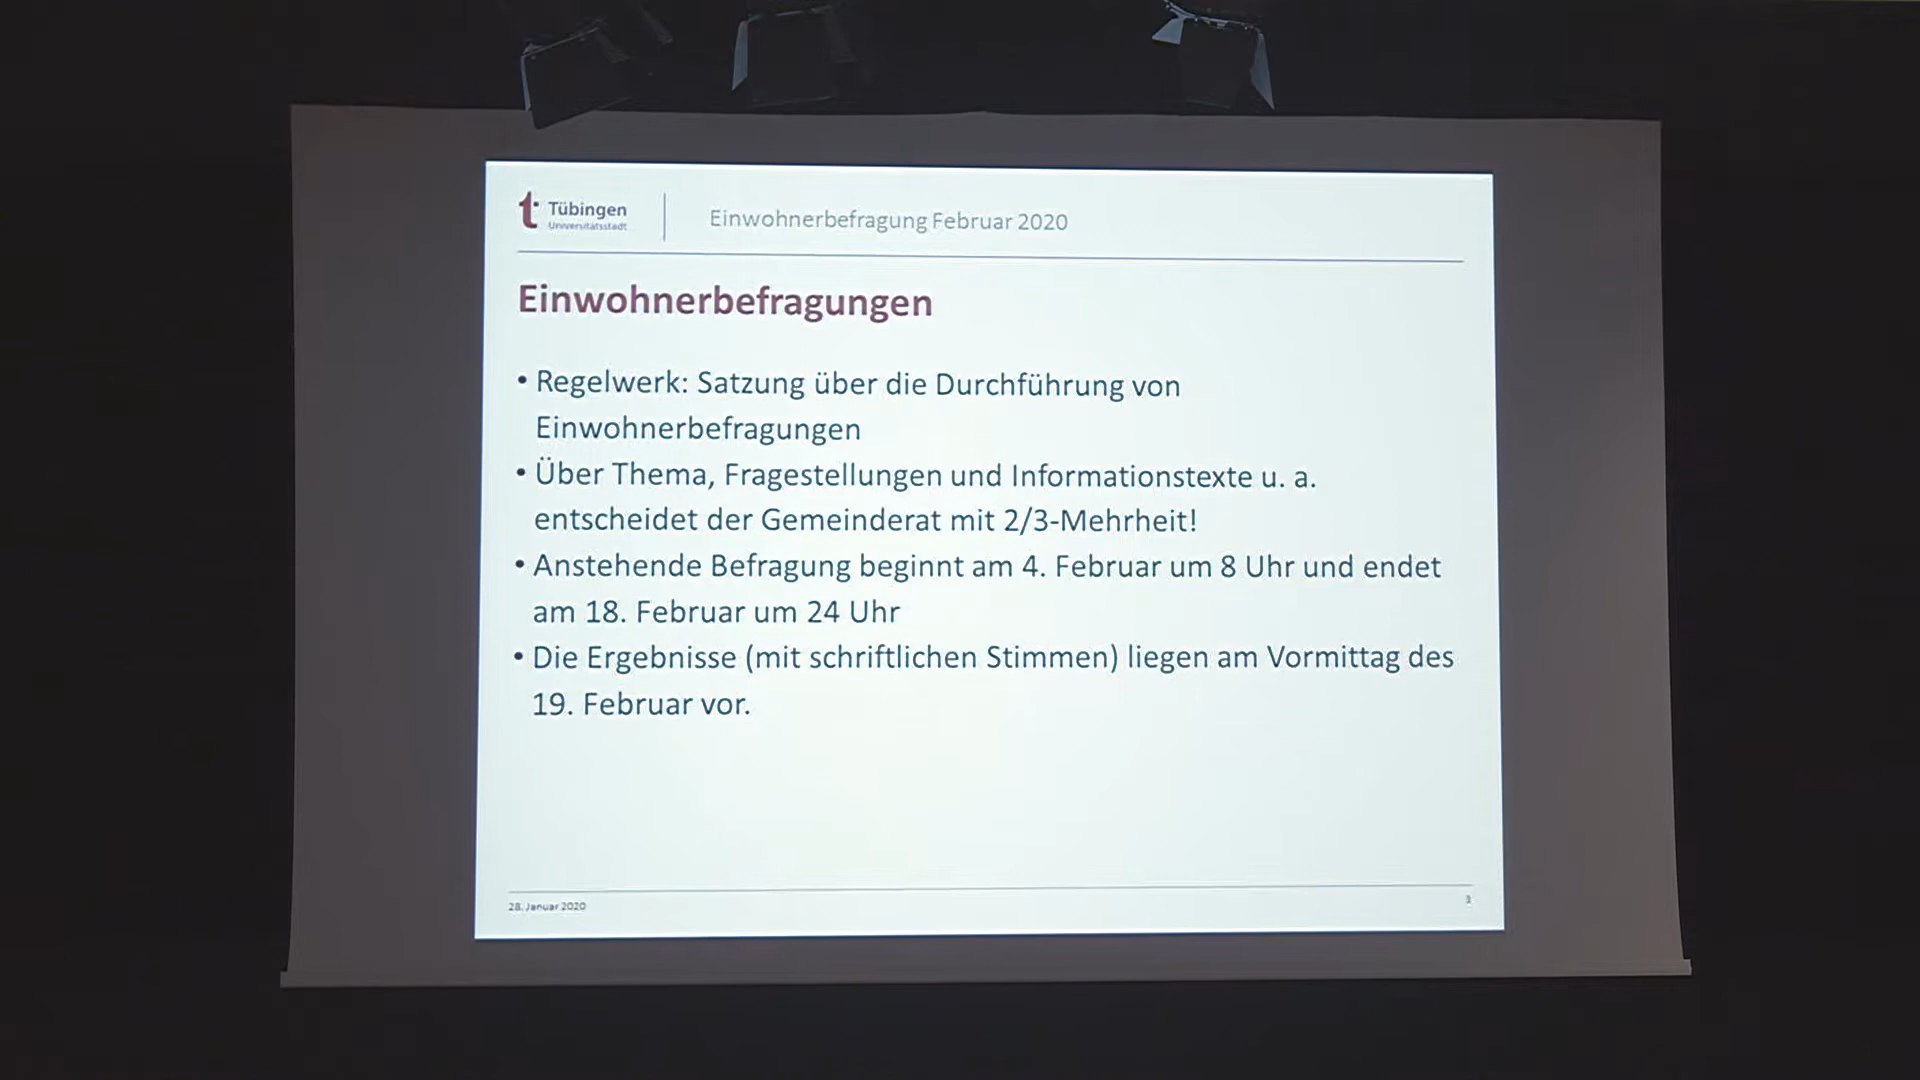 Tübingen
Universitätsstadt
Einwohnerbefragung Februar 2020
Einwohnerbefragungen
• Regelwerk: Satzung über die Durchführung von
Einwohnerbefragungen
• Über Thema, Fragestellungen und Informationstexte u. a.
entscheidet der Gemeinderat mit 2/3-Mehrheit!
• Anstehende Befragung beginnt am 4. Februar um 8 Uhr und endet
am 18. Februar um 24 Uhr
• Die Ergebnisse (mit schriftlichen Stimmen) liegen am Vormittag des
19. Februar vor.
28. Januar 2020
3